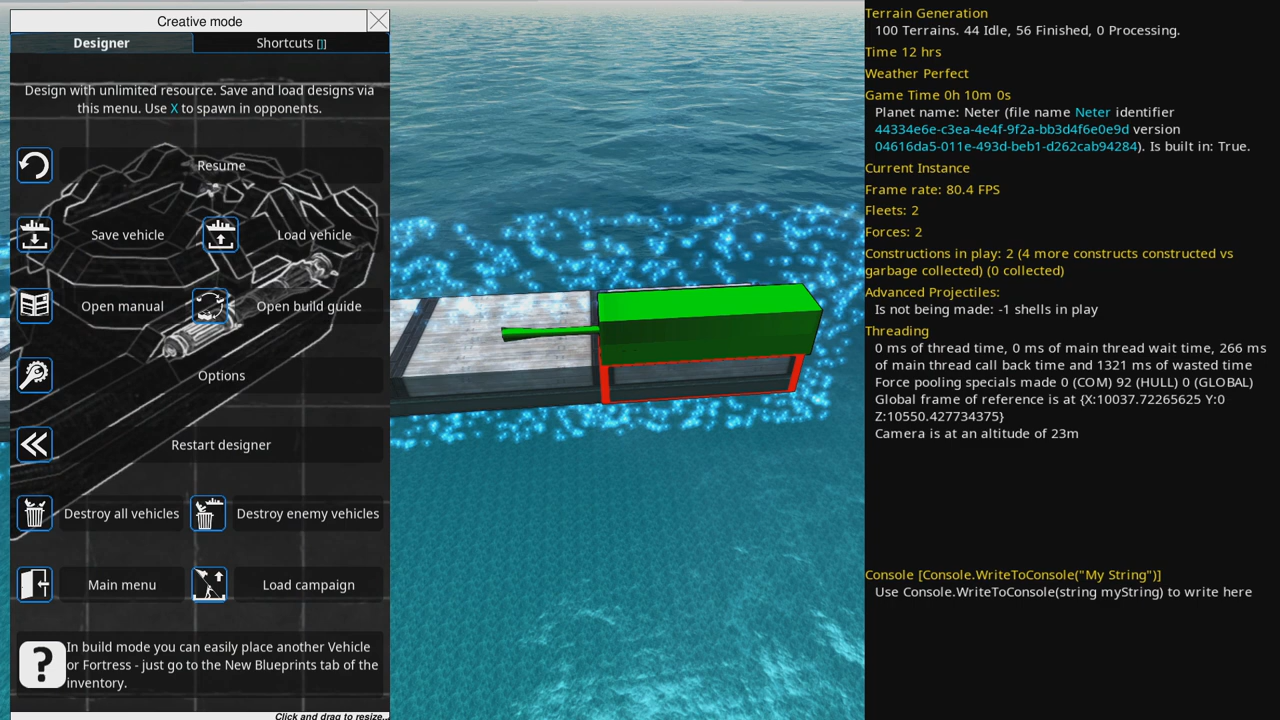 Creative mode
Designer
Shortcuts []]
Design with unlimited resource. Save and load designs via
this menu. Use X to spawn in opponents.
Resume
Save vehicle
Load vehicle
Open manual
Open build guide
Options
Restart designer
Destroy all vehicles
Destroy enemy vehicles
Main menu
Load campaign
In build mode you can easily place another Vehicle
or Fortress - just go to the New Blueprints tab of the
inventory.
Click and drag to resize..
Terrain Generation
100 Terrains. 44 Idle, 56 Finished, 0 Processing.
Time 12 hrs
Weather Perfect
Game Time 0h 10m 0s
Planet name: Neter (file name Neter identifier
44334e6e-c3ea-4e4f-9f2a-bb3d4f6e0e9d version
04616da5-011e-493d-beb1-d262cab94284). Is built in: True.
Current Instance
Frame rate: 80.4 FPS
Fleets: 2
Forces: 2
Constructions in play: 2 (4 more constructs constructed vs
garbage collected) (0 collected)
Advanced Projectiles:
Is not being made: -1 shells in play
Threading
0 ms of thread time, 0 ms of main thread wait time, 266 ms
of main thread call back time and 1321 ms of wasted time
Force pooling specials made 0 (COM) 92 (HULL) 0 (GLOBAL)
Global frame of reference is at {X:10037.72265625 Y:0
Z:10550.427734375}
Camera is at an altitude of 23m
Console [Console.WriteToConsole("My String")]
Use Console.WriteToConsole(string myString) to write here